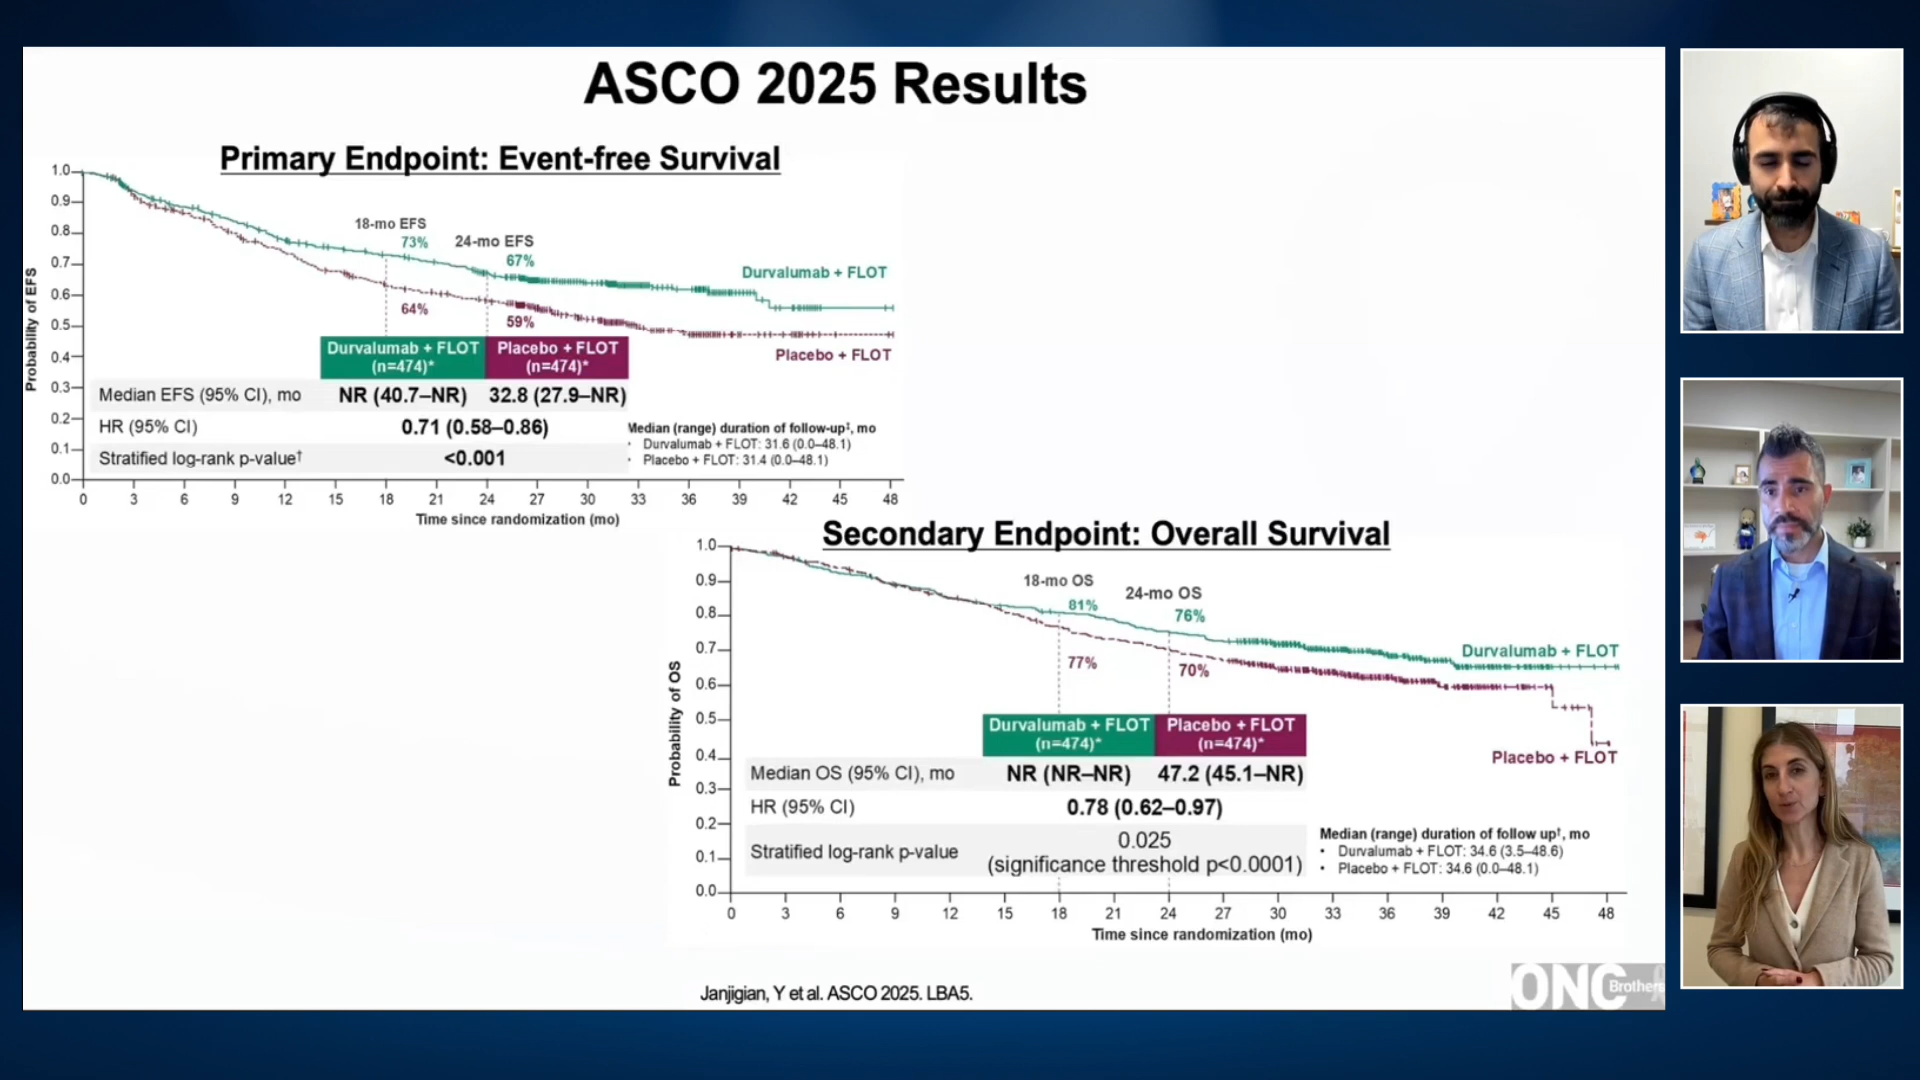 ASCO 2025 Results
Primary Endpoint: Event-free Survival
1.0
0.9
0.8
0.7
0.6
0.5
0.4
0.3
0.2
0.1
0.0
Probability of EFS
18-mo EFS
73%
24-mo EFS
67%
64%
59%
Durvalumab + FLOT
Placebo + FLOT
Durvalumab + FLOT (n=474)*
Placebo + FLOT (n=474)*
Median EFS (95% CI), mo NR (40.7–NR) 32.8 (27.9–NR)
HR (95% CI) 0.71 (0.58–0.86)
Stratified log-rank p-value† <0.001
Median (range) duration of follow-up‡, mo
• Durvalumab + FLOT: 31.6 (0.0–48.1)
• Placebo + FLOT: 31.4 (0.0–48.1)
0 3 6 9 12 15 18 21 24 27 30 33 36 39 42 45 48
Time since randomization (mo)
Secondary Endpoint: Overall Survival
1.0
0.9
0.8
0.7
0.6
0.5
0.4
0.3
0.2
0.1
0.0
Probability of OS
18-mo OS
81%
24-mo OS
76%
77%
70%
Durvalumab + FLOT
Placebo + FLOT
Durvalumab + FLOT (n=474)*
Placebo + FLOT (n=474)*
Median OS (95% CI), mo NR (NR–NR) 47.2 (45.1–NR)
HR (95% CI) 0.78 (0.62–0.97)
Stratified log-rank p-value 0.025
(significance threshold p<0.0001)
Median (range) duration of follow up†, mo
• Durvalumab + FLOT: 34.6 (3.5–48.6)
• Placebo + FLOT: 34.6 (0.0–48.1)
0 3 6 9 12 15 18 21 24 27 30 33 36 39 42 45 48
Time since randomization (mo)
Janjigian, Y et al. ASCO 2025. LBA5.
ONC Brothers